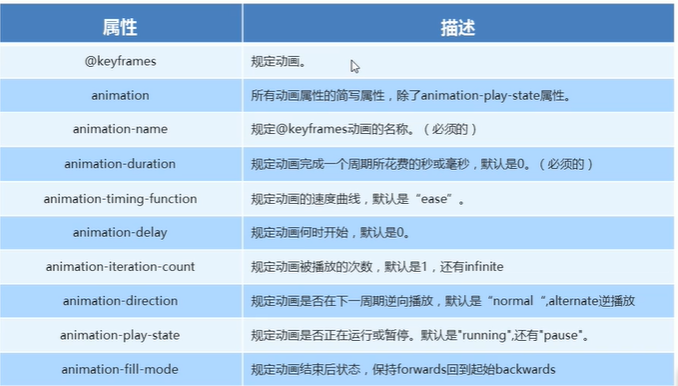 属性 描述
@keyframes 规定动画。
animation 所有动画属性的简写属性，除了animation-play-state属性。
animation-name 规定@keyframes动画的名称。（必须的）
animation-duration 规定动画完成一个周期所花费的秒或毫秒，默认是0。（必须的）
animation-timing-function 规定动画的速度曲线，默认是“ease”。
animation-delay 规定动画何时开始，默认是0。
animation-iteration-count 规定动画被播放的次数，默认是1，还有infinite
animation-direction 规定动画是否在下一周期逆向播放，默认是“normal “,alternate逆播放
animation-play-state 规定动画是否正在运行或暂停。默认是"running",还有"pause"。
animation-fill-mode 规定动画结束后状态，保持forwards回到起始backwards